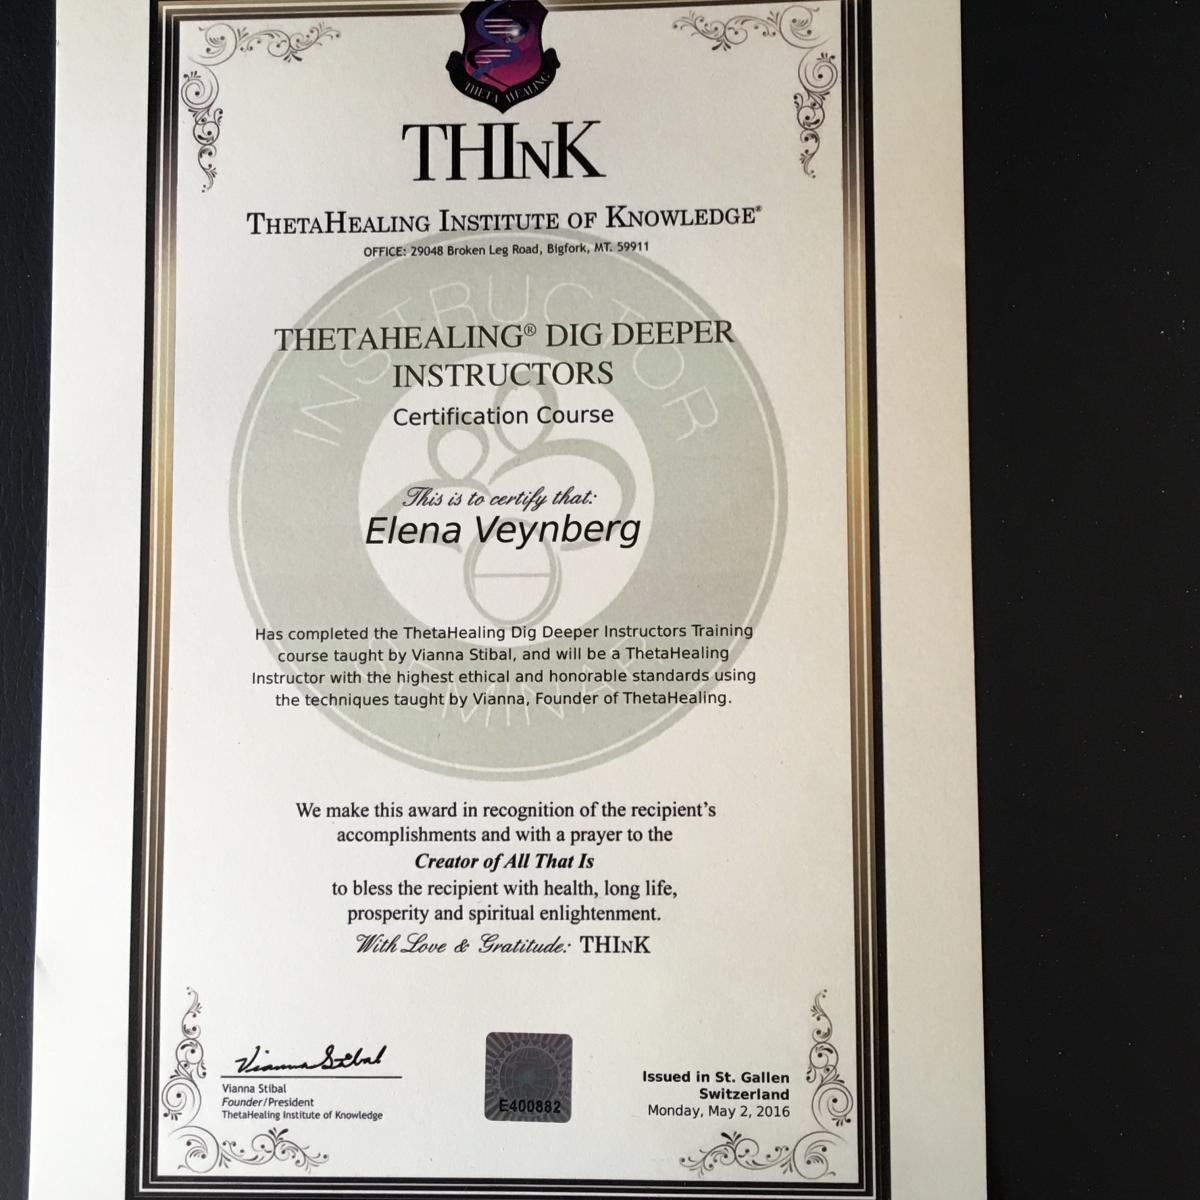 THETA HEALING
THInK
ThetaHealing Institute of Knowledge®
OFFICE: 29048 Broken Leg Road, Bigfork, MT. 59911
INSTRUCTOR
THETAHEALING® DIG DEEPER
INSTRUCTORS
Certification Course
This is to certify that:
Elena Veynberg
Has completed the ThetaHealing Dig Deeper Instructors Training
course taught by Vianna Stibal, and will be a ThetaHealing
Instructor with the highest ethical and honorable standards using
the techniques taught by Vianna, Founder of ThetaHealing.
SEMINAR
We make this award in recognition of the recipient's
accomplishments and with a prayer to the
Creator of All That Is
to bless the recipient with health, long life,
prosperity and spiritual enlightenment.
With Love & Gratitude: THInK
Vianna Stibal
Vianna Stibal
Founder/President
ThetaHealing Institute of Knowledge
E400882
Issued in St. Gallen
Switzerland
Monday, May 2, 2016